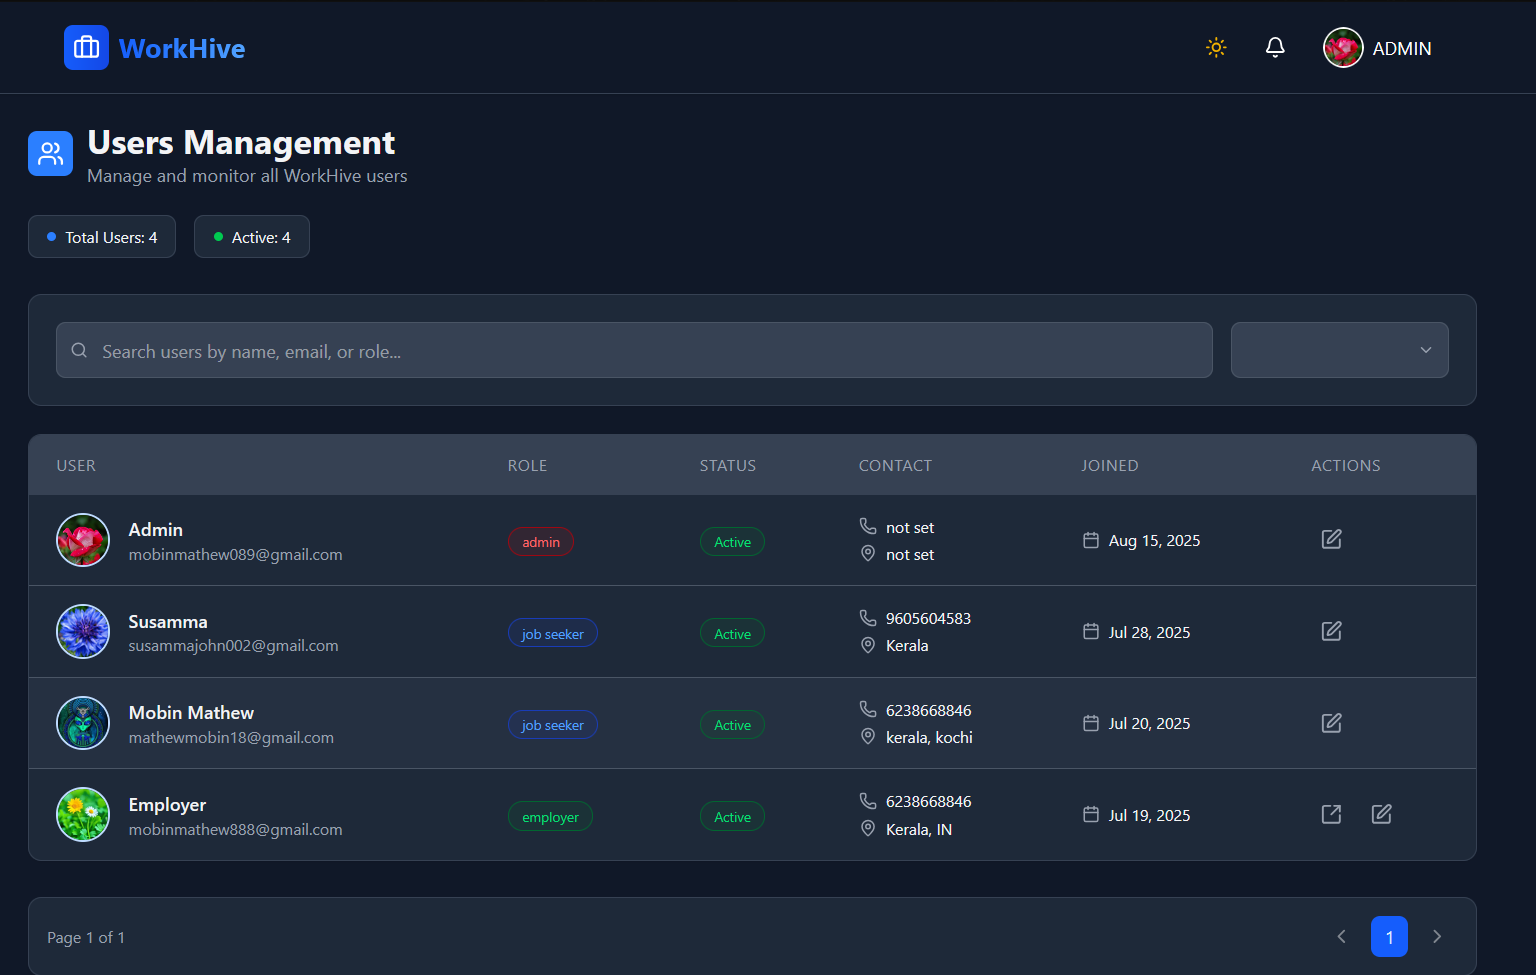 WorkHive
ADMIN
Users Management
Manage and monitor all WorkHive users
Total Users: 4
Active: 4
Search users by name, email, or role...
USER ROLE STATUS CONTACT JOINED ACTIONS
Admin
mobinmathew089@gmail.com
admin
Active
not set
not set
Aug 15, 2025
Susamma
susammajohn002@gmail.com
job seeker
Active
9605604583
Kerala
Jul 28, 2025
Mobin Mathew
mathewmobin18@gmail.com
job seeker
Active
6238668846
kerala, kochi
Jul 20, 2025
Employer
mobinmathew888@gmail.com
employer
Active
6238668846
Kerala, IN
Jul 19, 2025
Page 1 of 1
1